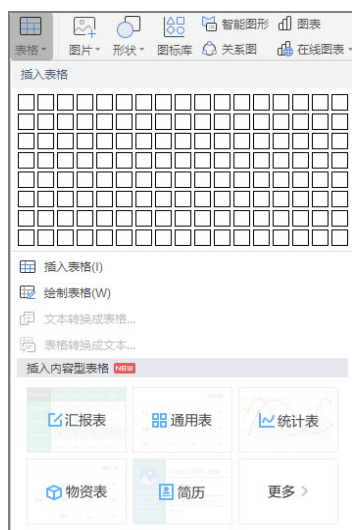 智能图形 图表
表格 图片 形状 图标库 关系图 在线图表
插入表格
插入表格(I)
绘制表格(W)
文本转换成表格...
表格转换成文本...
插入内容型表格 NEW
汇报表 通用表 统计表
物资表 简历 更多 >